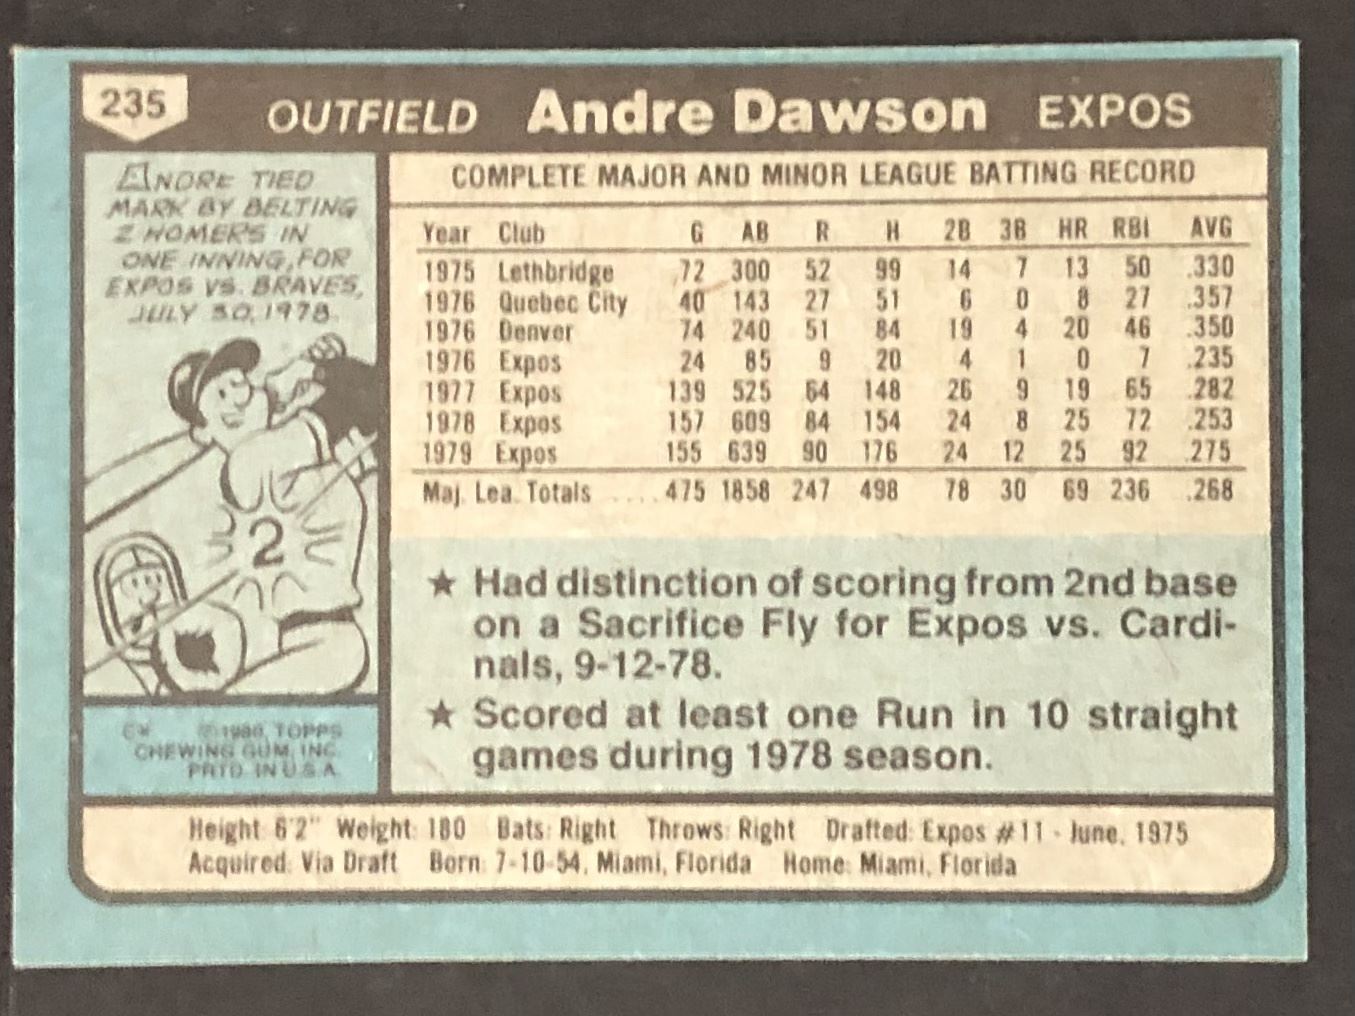 235 OUTFIELD Andre Dawson EXPOS
ANDRE TIED
MARK BY BELTING
2 HOMERS IN
ONE INNING, FOR
EXPOS VS. BRAVES,
JULY 30, 1978.
2
©1980 TOPPS
CHEWING GUM, INC.
PRTD. IN U.S.A.
COMPLETE MAJOR AND MINOR LEAGUE BATTING RECORD
Year Club G AB R H 2B 3B HR RBI AVG
1975 Lethbridge 72 300 52 99 14 7 13 50 .330
1976 Quebec City 40 143 27 51 6 0 8 27 .357
1976 Denver 74 240 51 84 19 4 20 46 .350
1976 Expos 24 85 9 20 4 1 0 7 .235
1977 Expos 139 525 64 148 26 9 19 65 .282
1978 Expos 157 609 84 154 24 8 25 72 .253
1979 Expos 155 639 90 176 24 12 25 92 .275
Maj. Lea. Totals .... 475 1858 247 498 78 30 69 236 .268
★ Had distinction of scoring from 2nd base
on a Sacrifice Fly for Expos vs. Cardi-
nals, 9-12-78.
★ Scored at least one Run in 10 straight
games during 1978 season.
Height: 6'2" Weight: 180 Bats: Right Throws: Right Drafted: Expos #11 - June, 1975
Acquired: Via Draft Born: 7-10-54, Miami, Florida Home: Miami, Florida